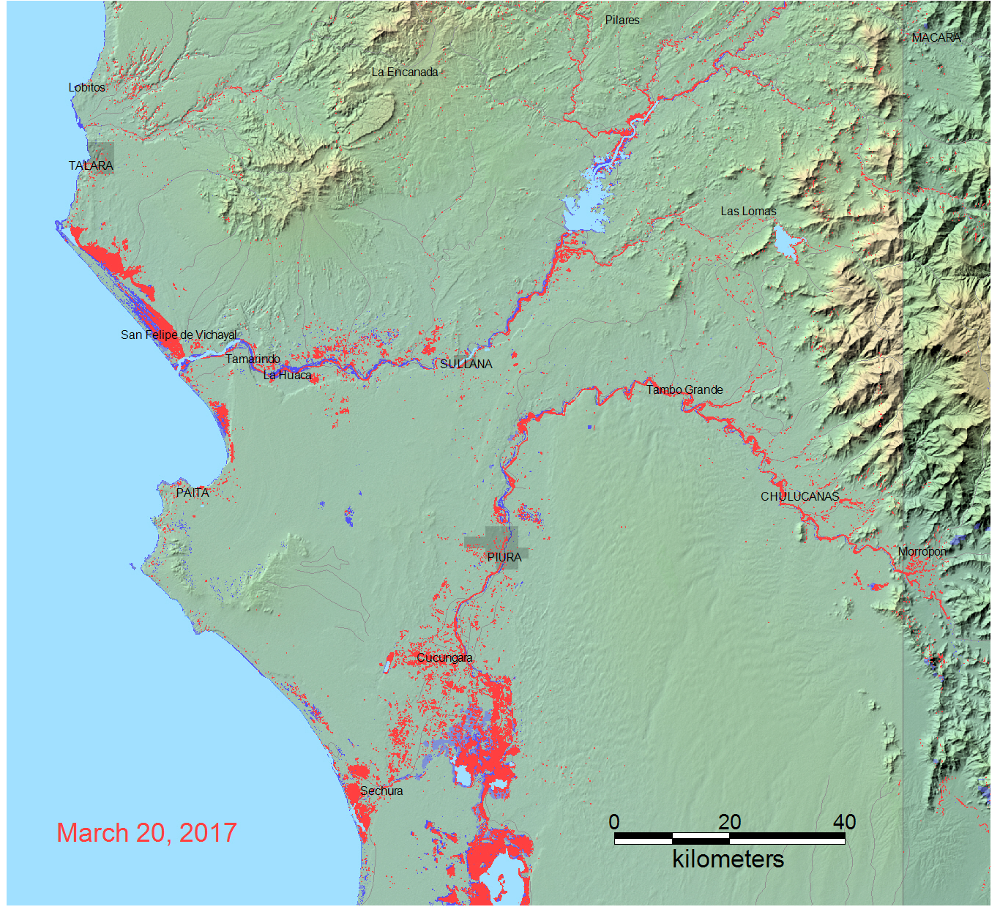 Pilares
MACARA
La Encanada
Lobitos
TALARA
Las Lomas
San Felipe de Vichayal
Tamarindo
SULLANA
La Huaca
Tambo Grande
PAITA
CHULUCANAS
Morropon
PIURA
Cucungara
Sechura
March 20, 2017
0 20 40
kilometers